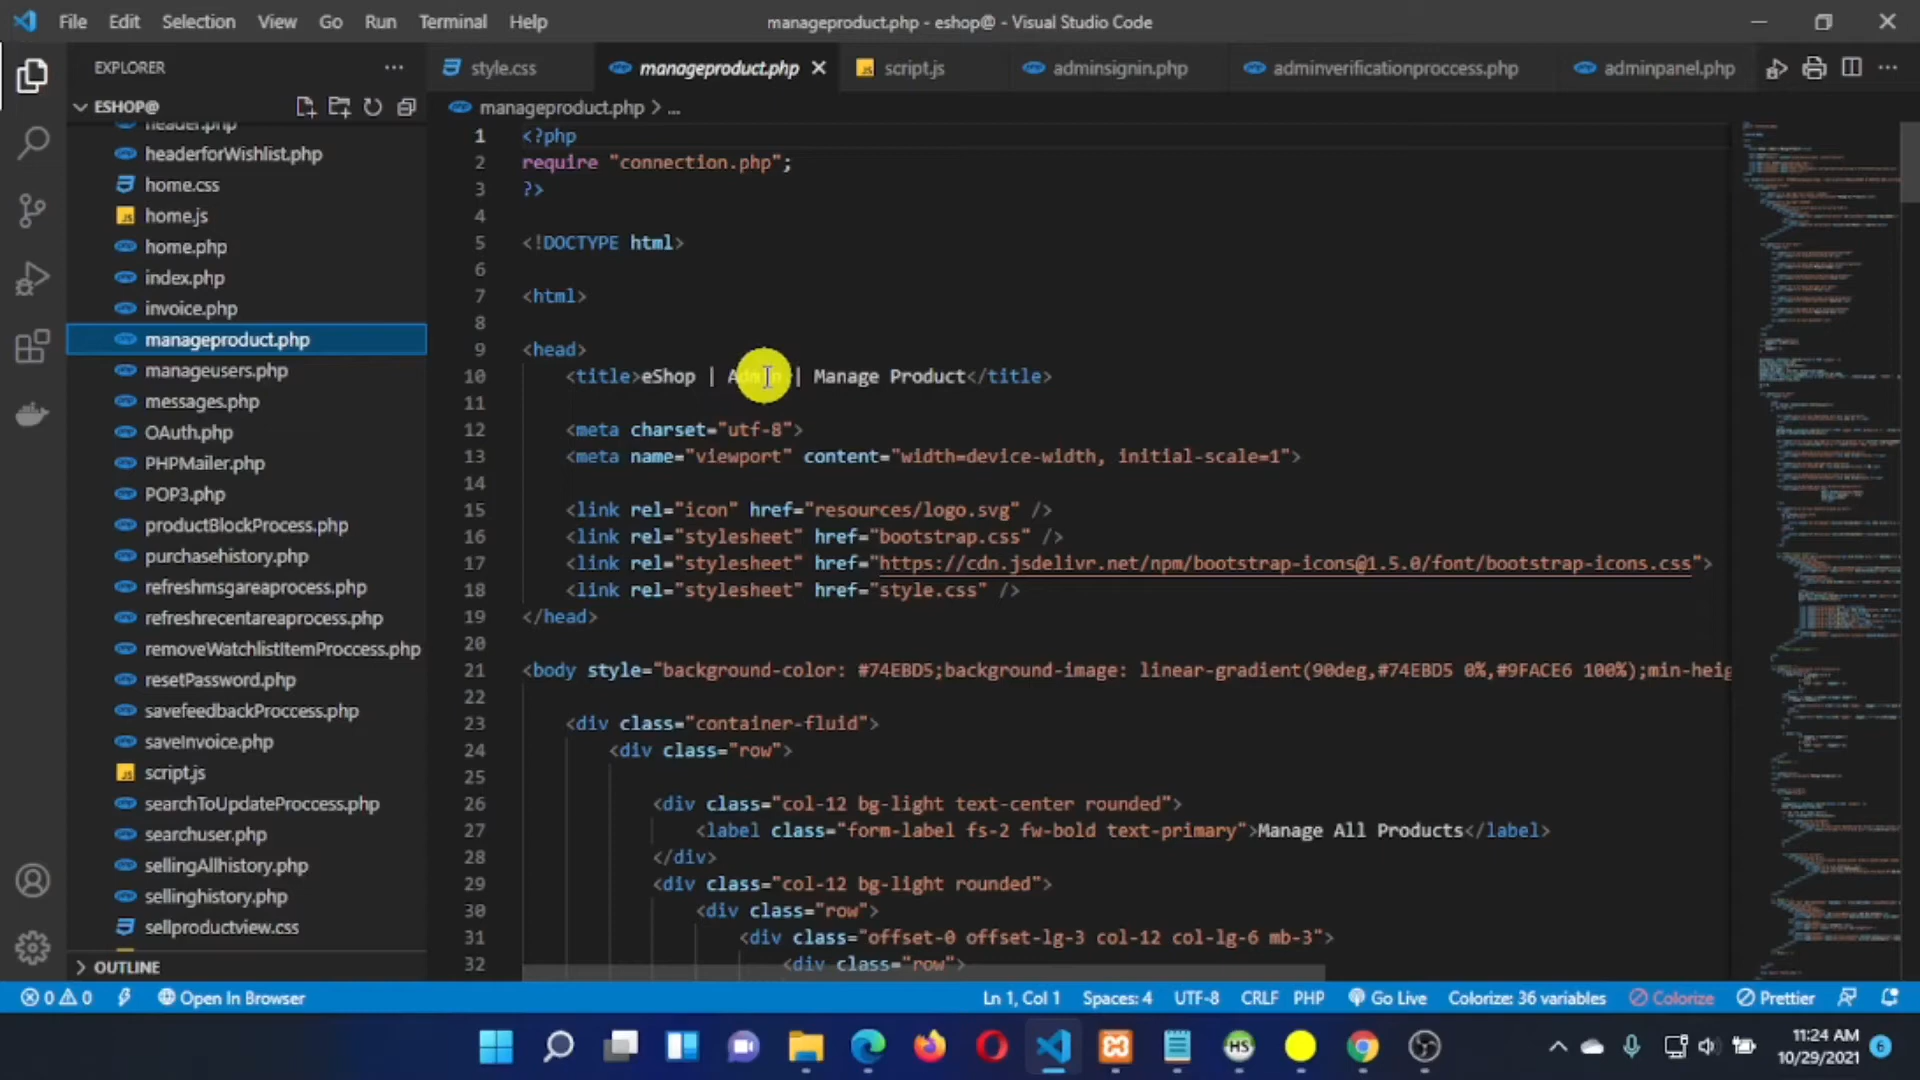 File Edit Selection View Go Run Terminal Help
manageproduct.php - eshop@ - Visual Studio Code
EXPLORER
ESHOP@
header.php
headerforWishlist.php
home.css
home.js
home.php
index.php
invoice.php
manageproduct.php
manageusers.php
messages.php
OAuth.php
PHPMailer.php
POP3.php
productBlockProcess.php
purchasehistory.php
refreshmsgareaprocess.php
refreshrecentareaprocess.php
removeWatchlistItemProccess.php
resetPassword.php
savefeedbackProccess.php
saveInvoice.php
script.js
searchToUpdateProccess.php
searchuser.php
sellingAllhistory.php
sellinghistory.php
sellproductview.css
OUTLINE
style.css manageproduct.php script.js adminsignin.php adminverificationproccess.php adminpanel.php
manageproduct.php > ...
1 <?php
2 require "connection.php";
3 ?>
4
5 <!DOCTYPE html>
6
7 <html>
8
9 <head>
10 <title>eShop | Admin | Manage Product</title>
11
12 <meta charset="utf-8">
13 <meta name="viewport" content="width=device-width, initial-scale=1">
14
15 <link rel="icon" href="resources/logo.svg" />
16 <link rel="stylesheet" href="bootstrap.css" />
17 <link rel="stylesheet" href="https://cdn.jsdelivr.net/npm/bootstrap-icons@1.5.0/font/bootstrap-icons.css">
18 <link rel="stylesheet" href="style.css" />
19 </head>
20
21 <body style="background-color: #74EBD5;background-image: linear-gradient(90deg,#74EBD5 0%,#9FACE6 100%);min-heig
22
23 <div class="container-fluid">
24 <div class="row">
25
26 <div class="col-12 bg-light text-center rounded">
27 <label class="form-label fs-2 fw-bold text-primary">Manage All Products</label>
28 </div>
29 <div class="col-12 bg-light rounded">
30 <div class="row">
31 <div class="offset-0 offset-lg-3 col-12 col-lg-6 mb-3">
32 <div class="row">
0 0 Open In Browser Ln 1, Col 1 Spaces: 4 UTF-8 CRLF PHP Go Live Colorize: 36 variables Colorize Prettier
HS
11:24 AM
10/29/2021
6